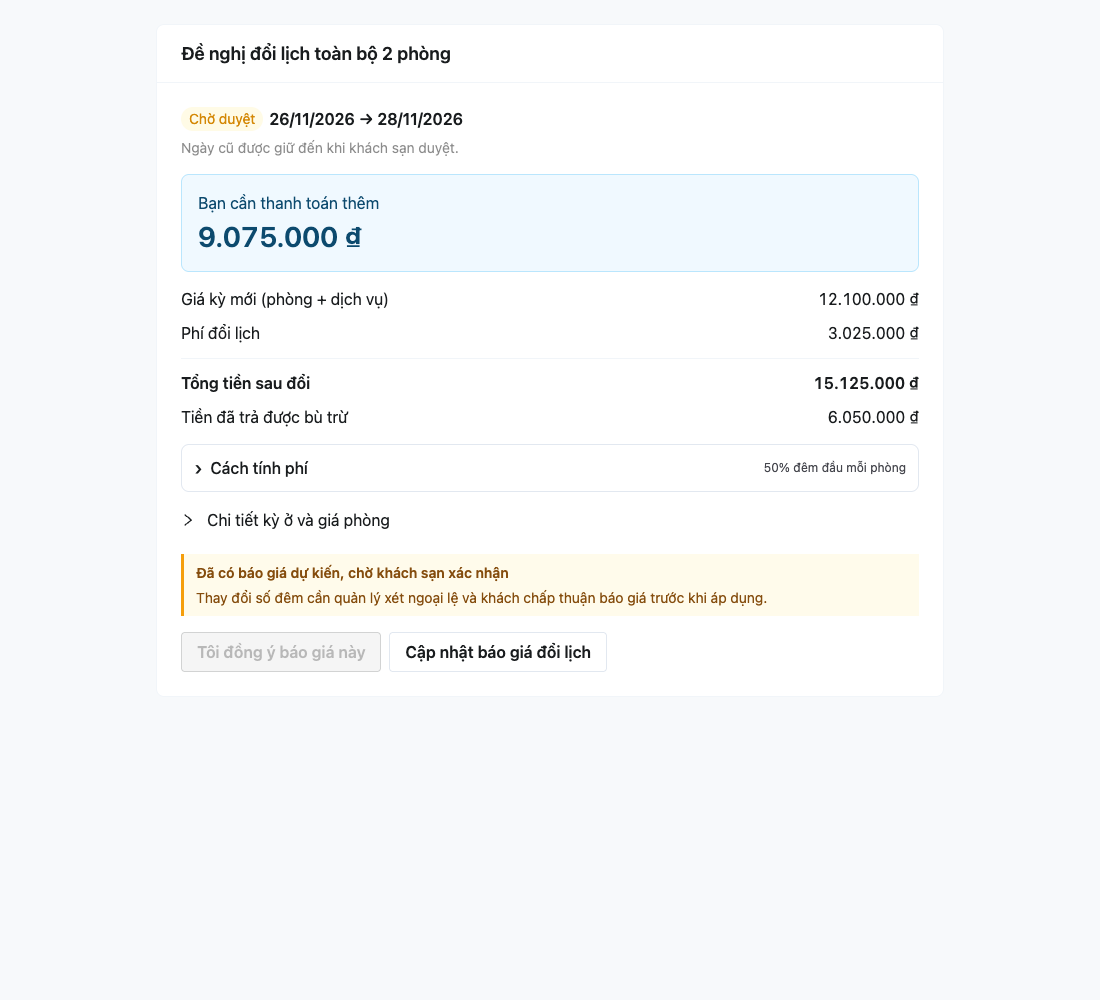 Đề nghị đổi lịch toàn bộ 2 phòng
Chờ duyệt 26/11/2026 → 28/11/2026
Ngày cũ được giữ đến khi khách sạn duyệt.
Bạn cần thanh toán thêm
9.075.000 ₫
Giá kỳ mới (phòng + dịch vụ) 12.100.000 ₫
Phí đổi lịch 3.025.000 ₫
Tổng tiền sau đổi 15.125.000 ₫
Tiền đã trả được bù trừ 6.050.000 ₫
Cách tính phí 50% đêm đầu mỗi phòng
Chi tiết kỳ ở và giá phòng
Đã có báo giá dự kiến, chờ khách sạn xác nhận
Thay đổi số đêm cần quản lý xét ngoại lệ và khách chấp thuận báo giá trước khi áp dụng.
Tôi đồng ý báo giá này Cập nhật báo giá đổi lịch